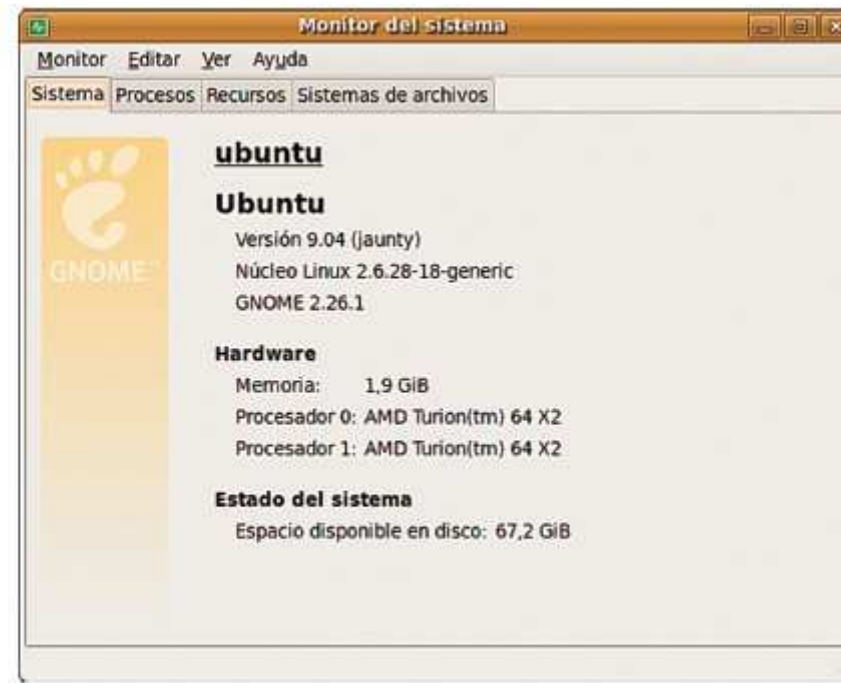 Monitor del sistema
Monitor Editar Ver Ayuda
Sistema Procesos Recursos Sistemas de archivos
GNOME™
ubuntu
Ubuntu
Versión 9.04 (jaunty)
Núcleo Linux 2.6.28-18-generic
GNOME 2.26.1
Hardware
Memoria: 1,9 GiB
Procesador 0: AMD Turion(tm) 64 X2
Procesador 1: AMD Turion(tm) 64 X2
Estado del sistema
Espacio disponible en disco: 67,2 GiB